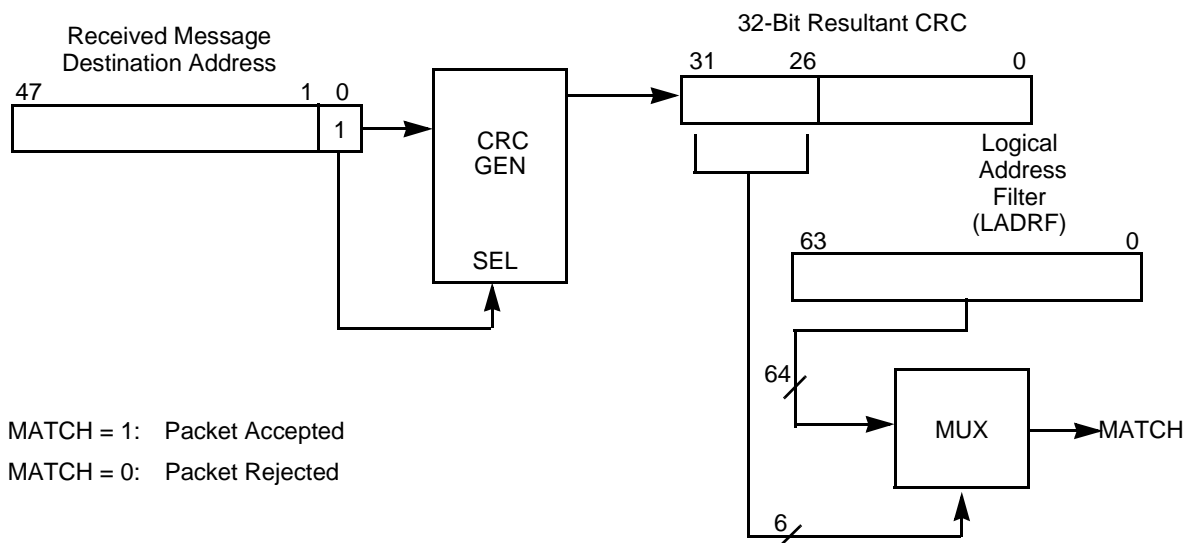 Received Message
Destination Address
47 1 0
1
CRC
GEN
SEL
32-Bit Resultant CRC
31 26 0
Logical
Address
Filter
(LADRF)
63 0
64
MUX
MATCH
6
MATCH = 1: Packet Accepted
MATCH = 0: Packet Rejected